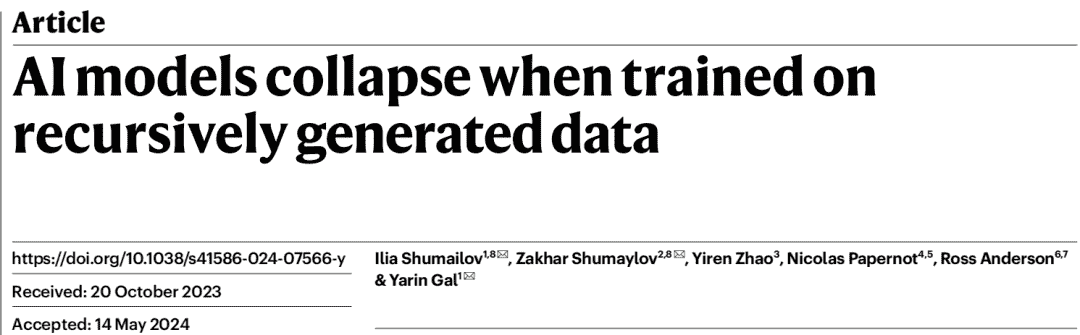 Article
AI models collapse when trained on
recursively generated data
https://doi.org/10.1038/s41586-024-07566-y
Received: 20 October 2023
Accepted: 14 May 2024
Ilia Shumailov1,8✉, Zakhar Shumaylov2,8✉, Yiren Zhao3, Nicolas Papernot4,5, Ross Anderson6,7
& Yarin Gal1✉